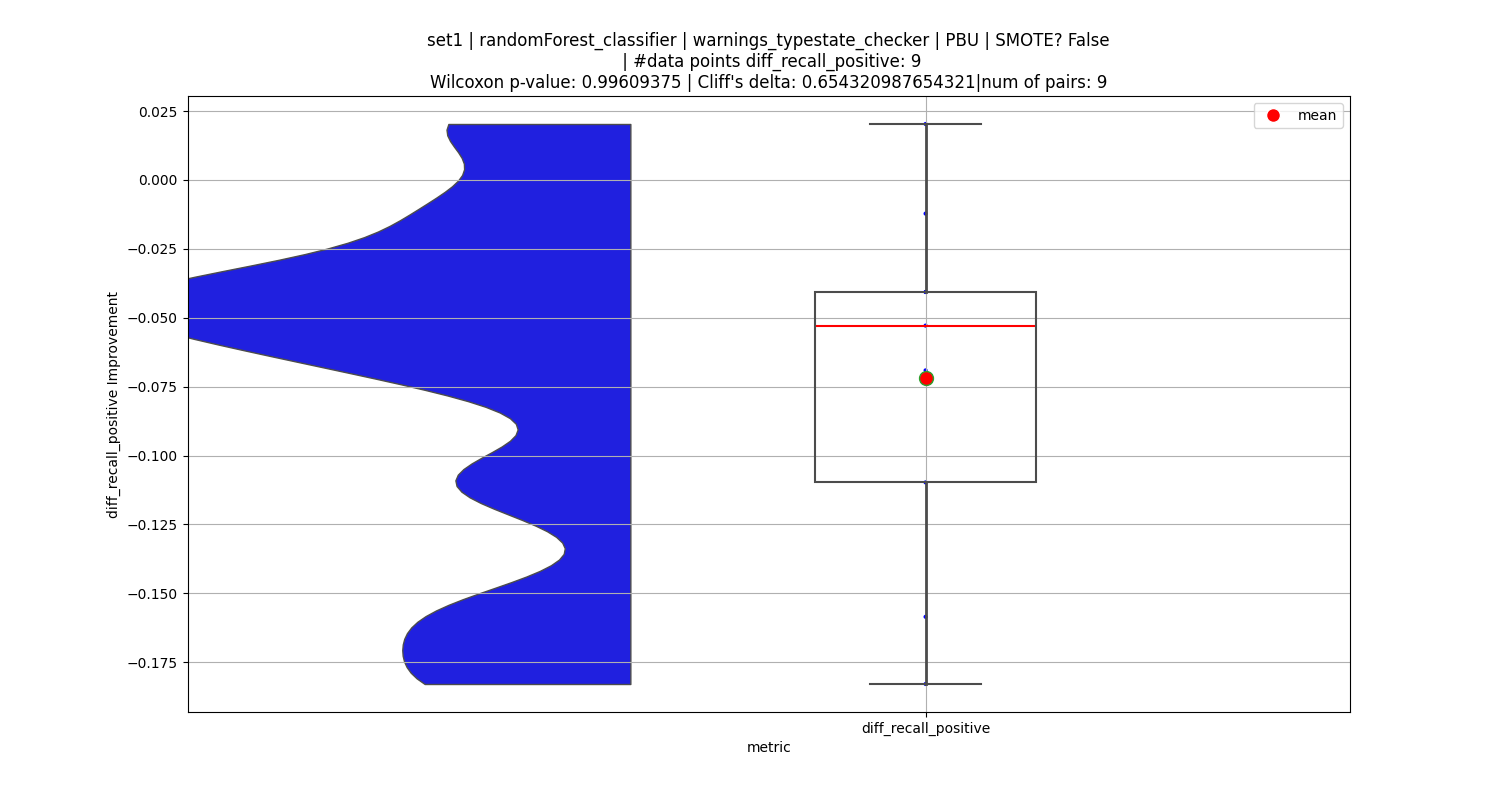 set1 | randomForest_classifier | warnings_typestate_checker | PBU | SMOTE? False
| #data points diff_recall_positive: 9
Wilcoxon p-value: 0.99609375 | Cliff's delta: 0.654320987654321|num of pairs: 9
mean
0.025
0.000
−0.025
−0.050
−0.075
−0.100
−0.125
−0.150
−0.175
diff_recall_positive Improvement
diff_recall_positive
metric